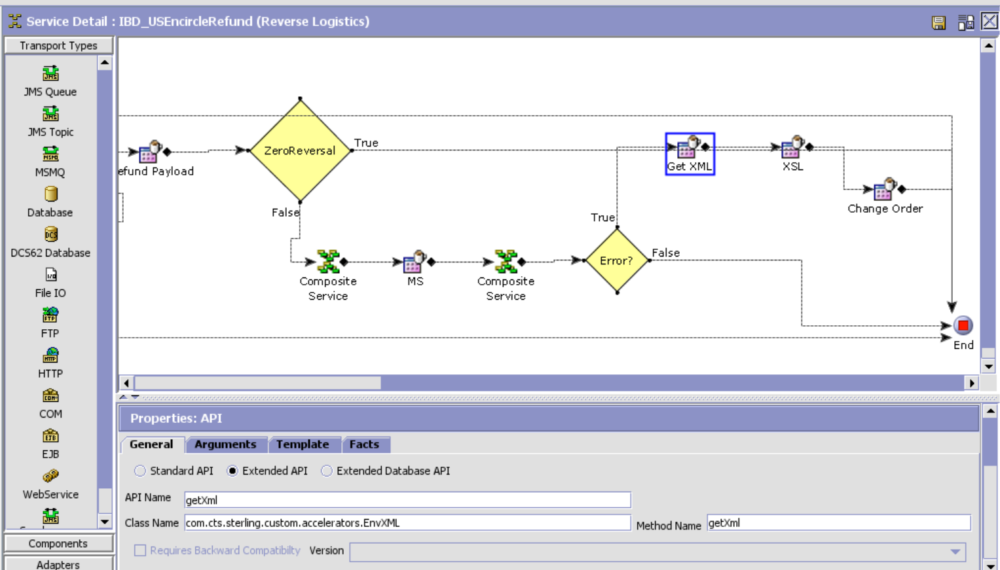 Service Detail : IBD_USEncircleRefund (Reverse Logistics)
Transport Types
JMS Queue
JMS Topic
MSMQ
Database
DCS62 Database
File IO
FTP
HTTP
COM
EJB
WebService
Components
Adapters
efund Payload
ZeroReversal
True
False
Get XML
XSL
Change Order
True
Error?
False
Composite
Service
MS
Composite
Service
End
Properties: API
General Arguments Template Facts
Standard API Extended API Extended Database API
API Name getXml
Class Name com.cts.sterling.custom.accelerators.EnvXML Method Name getXml
Requires Backward Compatibilty Version